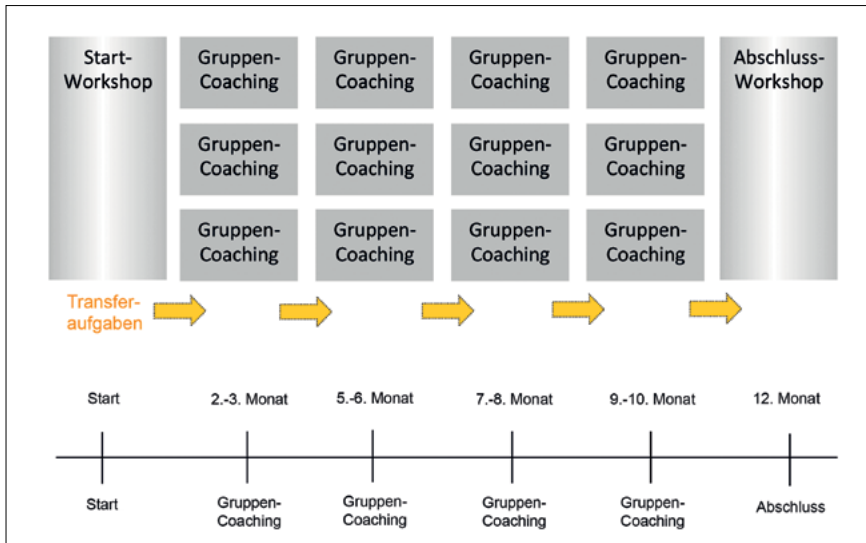 Start-
Workshop
Gruppen-
Coaching
Gruppen-
Coaching
Gruppen-
Coaching
Gruppen-
Coaching
Abschluss-
Workshop
Gruppen-
Coaching
Gruppen-
Coaching
Gruppen-
Coaching
Gruppen-
Coaching
Gruppen-
Coaching
Gruppen-
Coaching
Gruppen-
Coaching
Gruppen-
Coaching
Transfer-
aufgaben
Start
2.-3. Monat
5.-6. Monat
7.-8. Monat
9.-10. Monat
12. Monat
Start
Gruppen-
Coaching
Gruppen-
Coaching
Gruppen-
Coaching
Gruppen-
Coaching
Abschluss